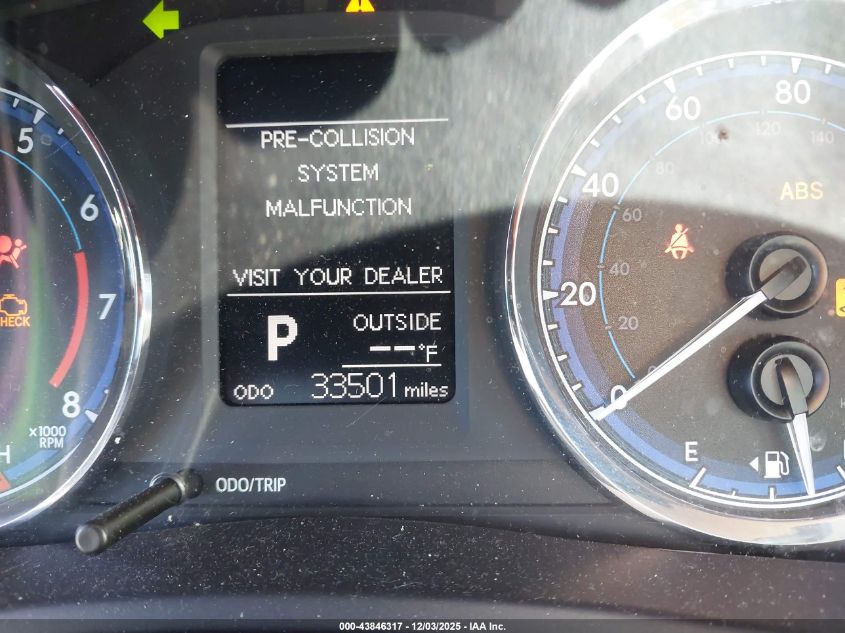 PRE-COLLISION
SYSTEM
MALFUNCTION
VISIT YOUR DEALER
P
OUTSIDE
--°F
ODO 33501 miles
5
6
7
8
x1000
RPM
H
CHECK
ODO/TRIP
0
20
40
60
80
0
20
40
60
80
100
120
140
ABS
E
000-43846317 - 12/03/2025 - IAA Inc.